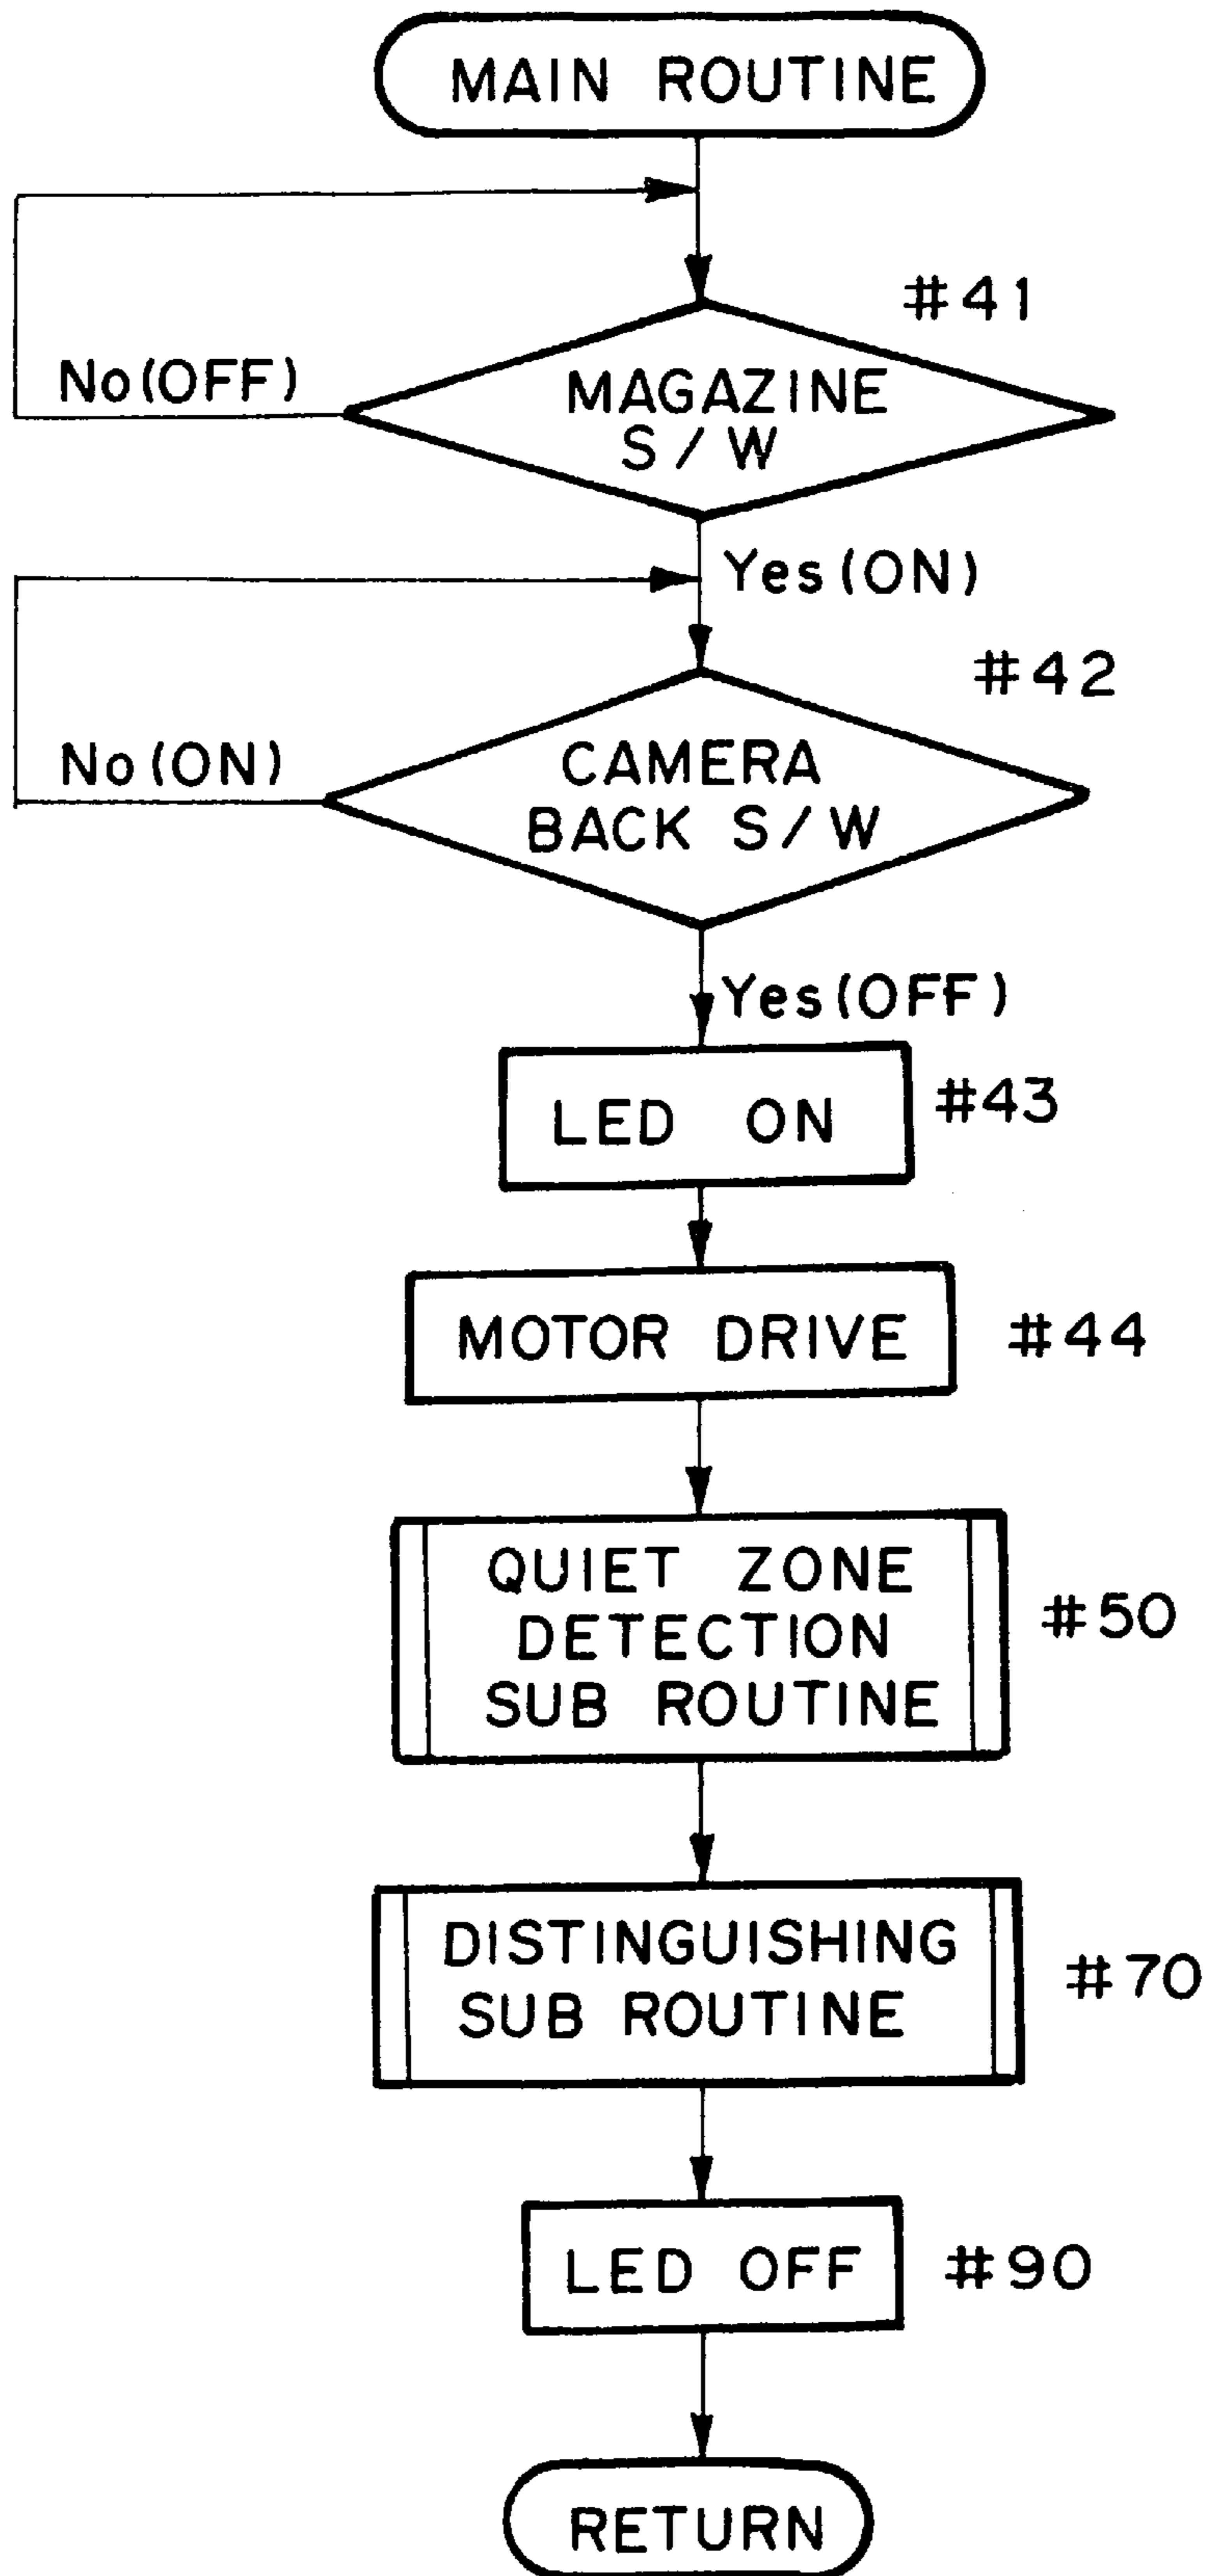 MAIN ROUTINE
#41
No(OFF)
MAGAZINE
S/W
Yes(ON)
#42
No(ON)
CAMERA
BACK S/W
Yes(OFF)
LED ON
#43
MOTOR DRIVE
#44
QUIET ZONE
DETECTION
SUB ROUTINE
#50
DISTINGUISHING
SUB ROUTINE
#70
LED OFF
#90
RETURN